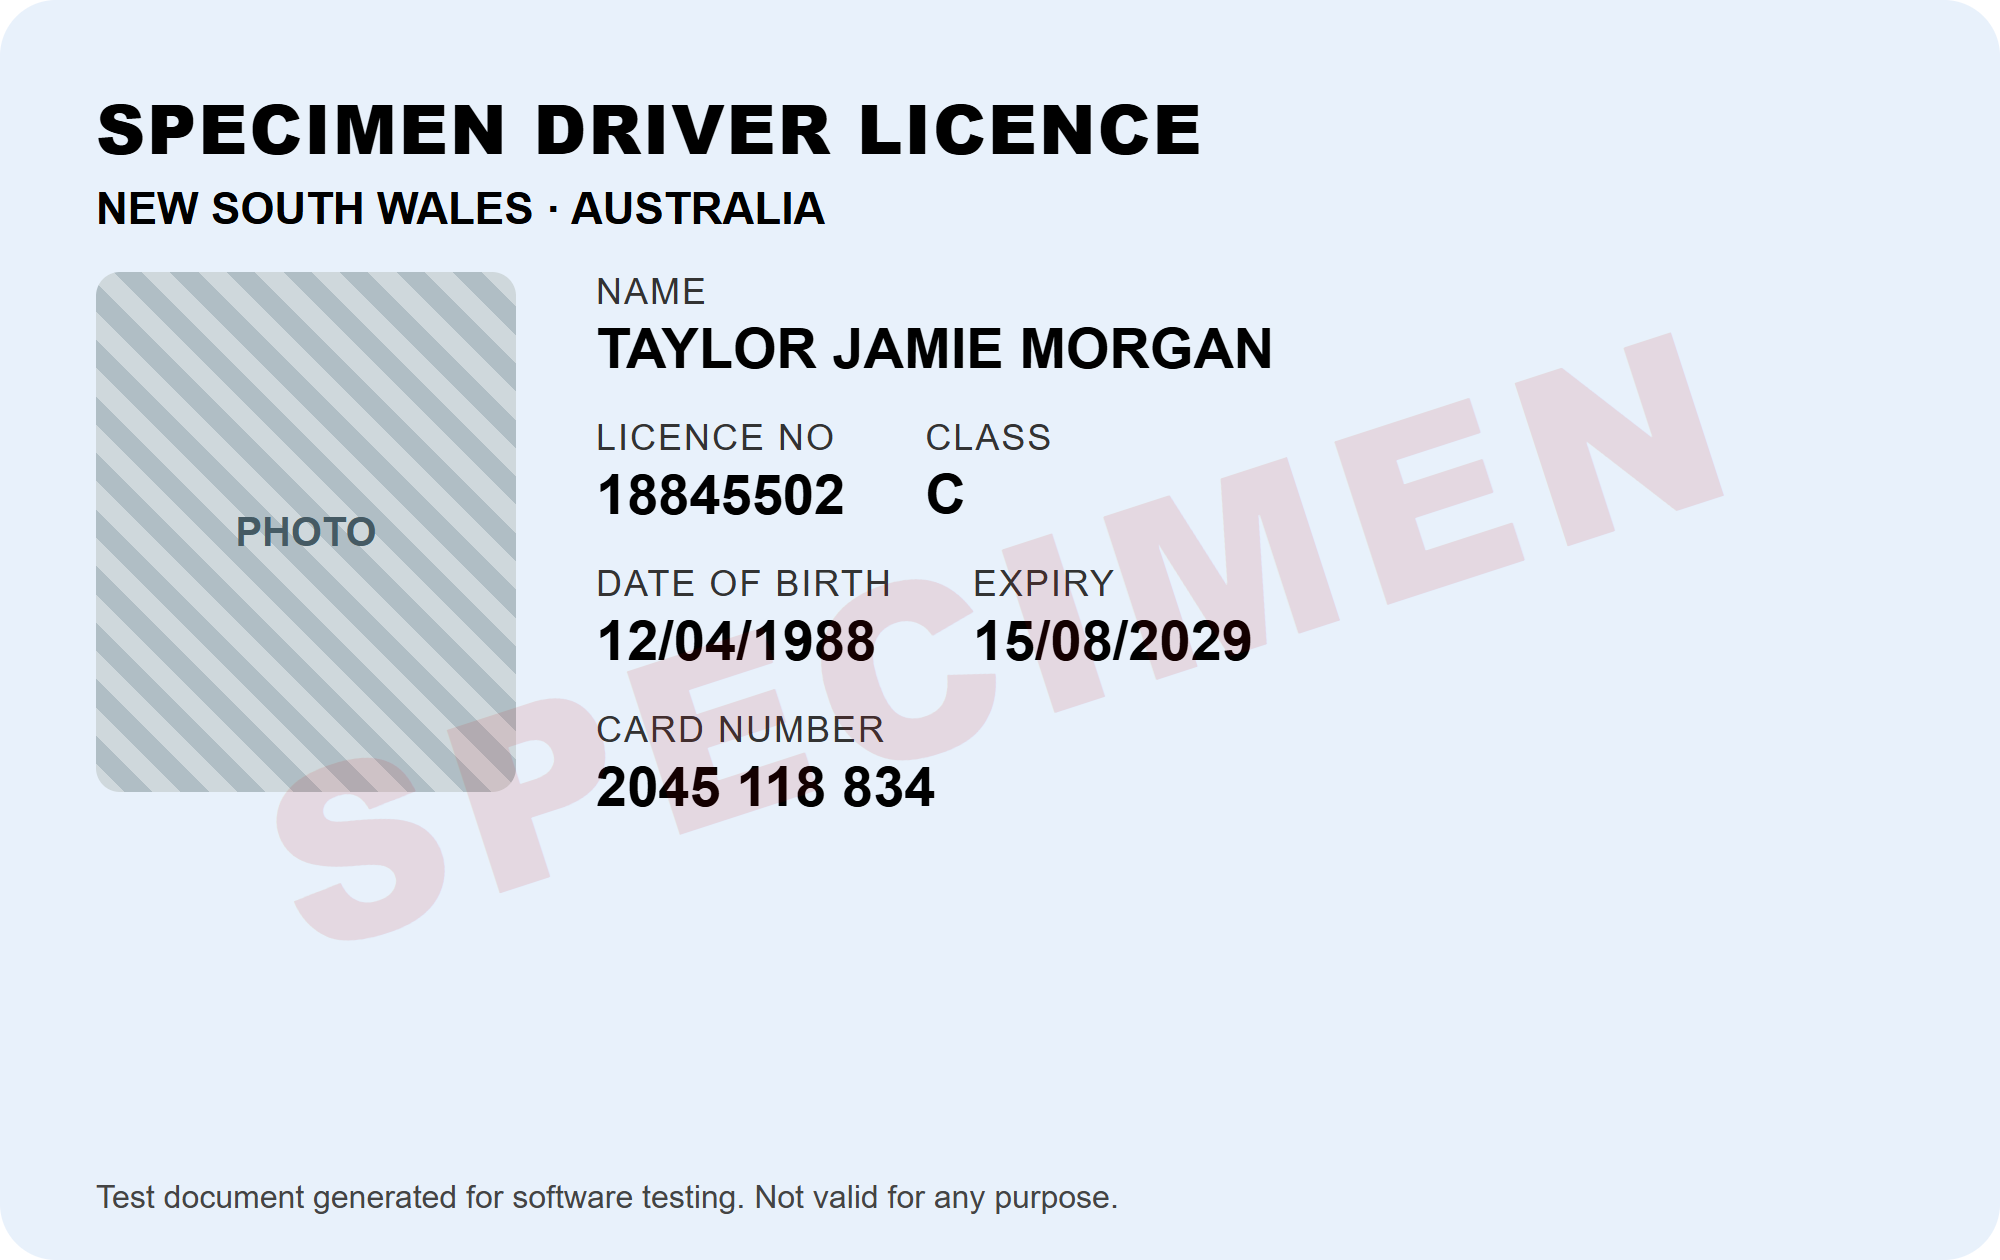 SPECIMEN DRIVER LICENCE
NEW SOUTH WALES · AUSTRALIA
PHOTO
NAME
TAYLOR JAMIE MORGAN
LICENCE NO CLASS
18845502 C
DATE OF BIRTH EXPIRY
12/04/1988 15/08/2029
CARD NUMBER
2045 118 834
SPECIMEN
Test document generated for software testing. Not valid for any purpose.